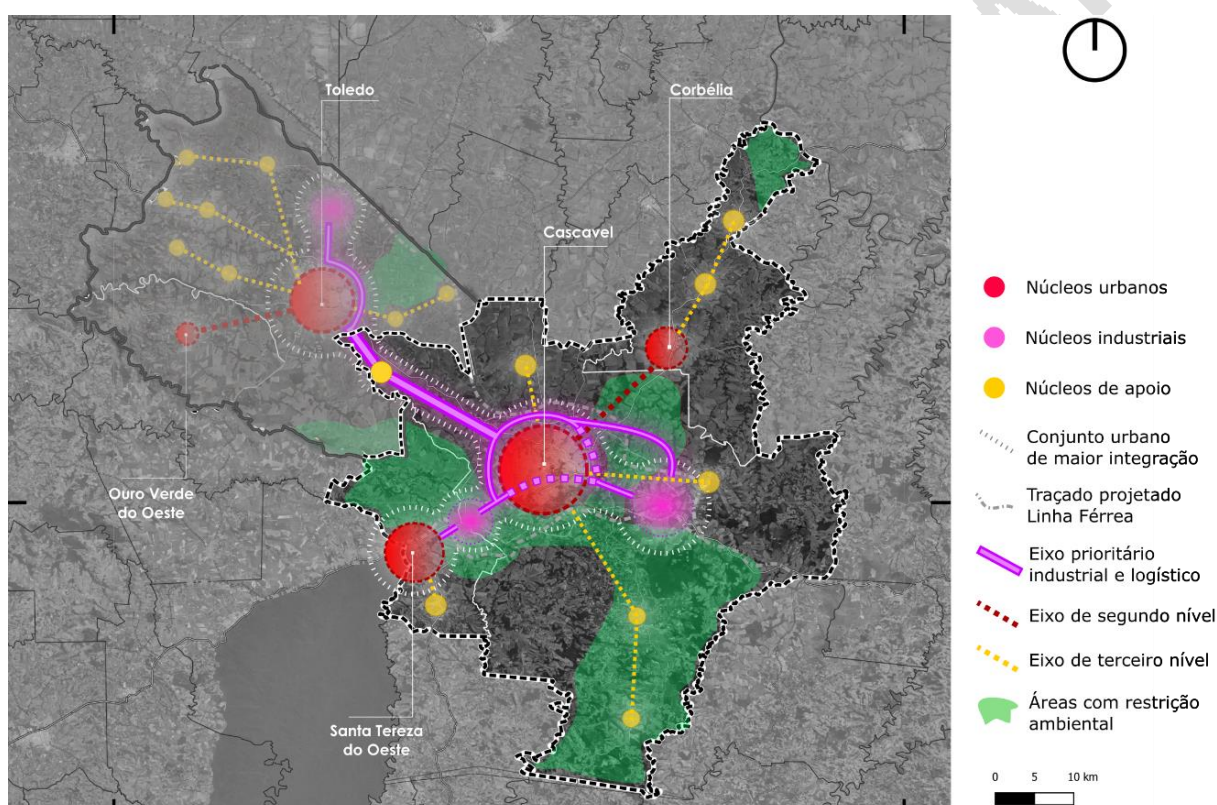 Toledo
Corbélia
Cascavel
Ouro Verde
do Oeste
Santa Tereza
do Oeste
Núcleos urbanos
Núcleos industriais
Núcleos de apoio
Conjunto urbano
de maior integração
Traçado projetado
Linha Férrea
Eixo prioritário
industrial e logístico
Eixo de segundo nível
Eixo de terceiro nível
Áreas com restrição
ambiental
0 5 10 km